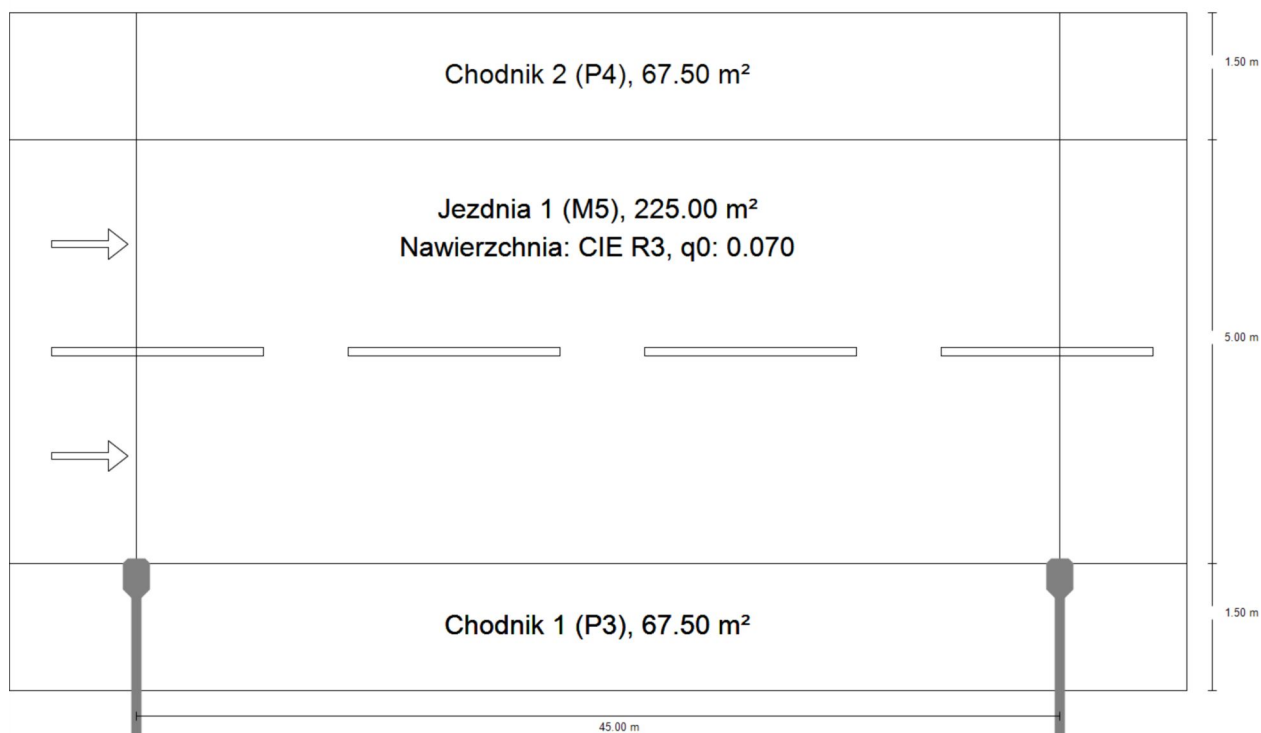 Chodnik 2 (P4), 67.50 m²
1.50 m
Jezdnia 1 (M5), 225.00 m²
Nawierzchnia: CIE R3, q0: 0.070
5.00 m
Chodnik 1 (P3), 67.50 m²
1.50 m
45.00 m